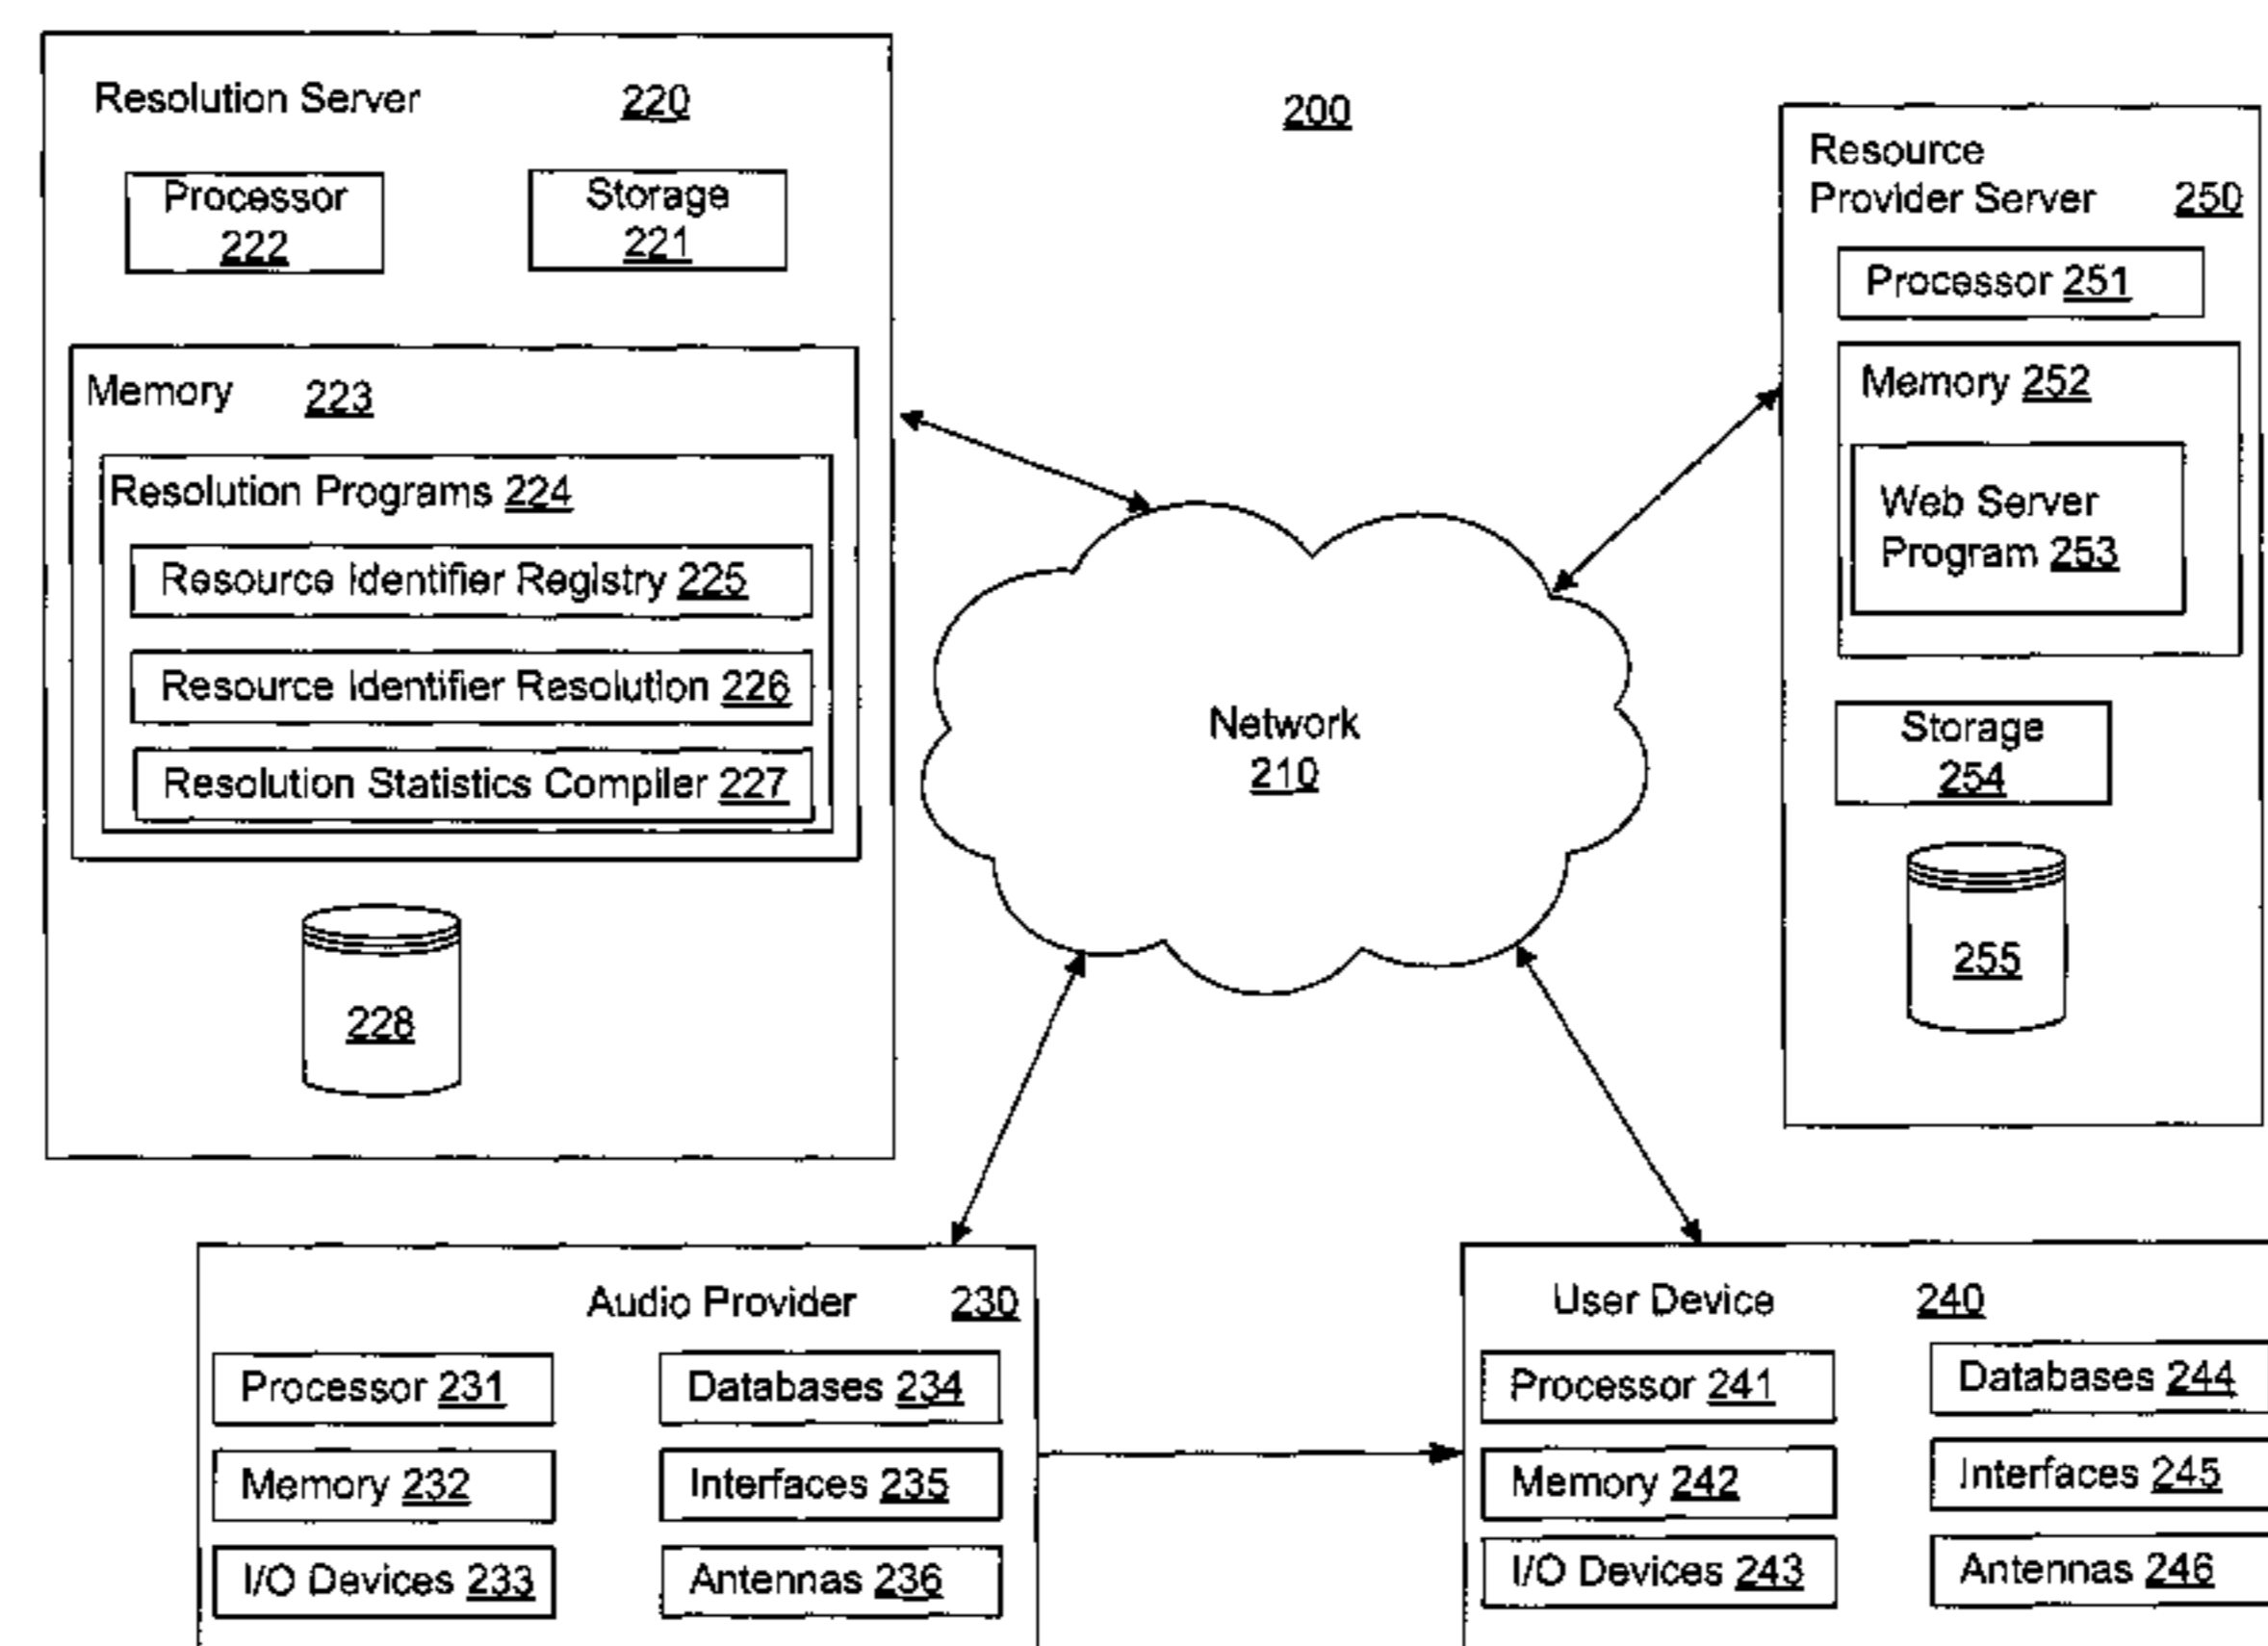 Resolution Server 220
Processor
222
Storage
221
Memory 223
Resolution Programs 224
Resource Identifier Registry 225
Resource Identifier Resolution 226
Resolution Statistics Compiler 227
228
200
Network
210
Resource
Provider Server 250
Processor 251
Memory 252
Web Server
Program 253
Storage
254
255
Audio Provider 230
Processor 231
Databases 234
Memory 232
Interfaces 235
I/O Devices 233
Antennas 236
User Device 240
Processor 241
Databases 244
Memory 242
Interfaces 245
I/O Devices 243
Antennas 246